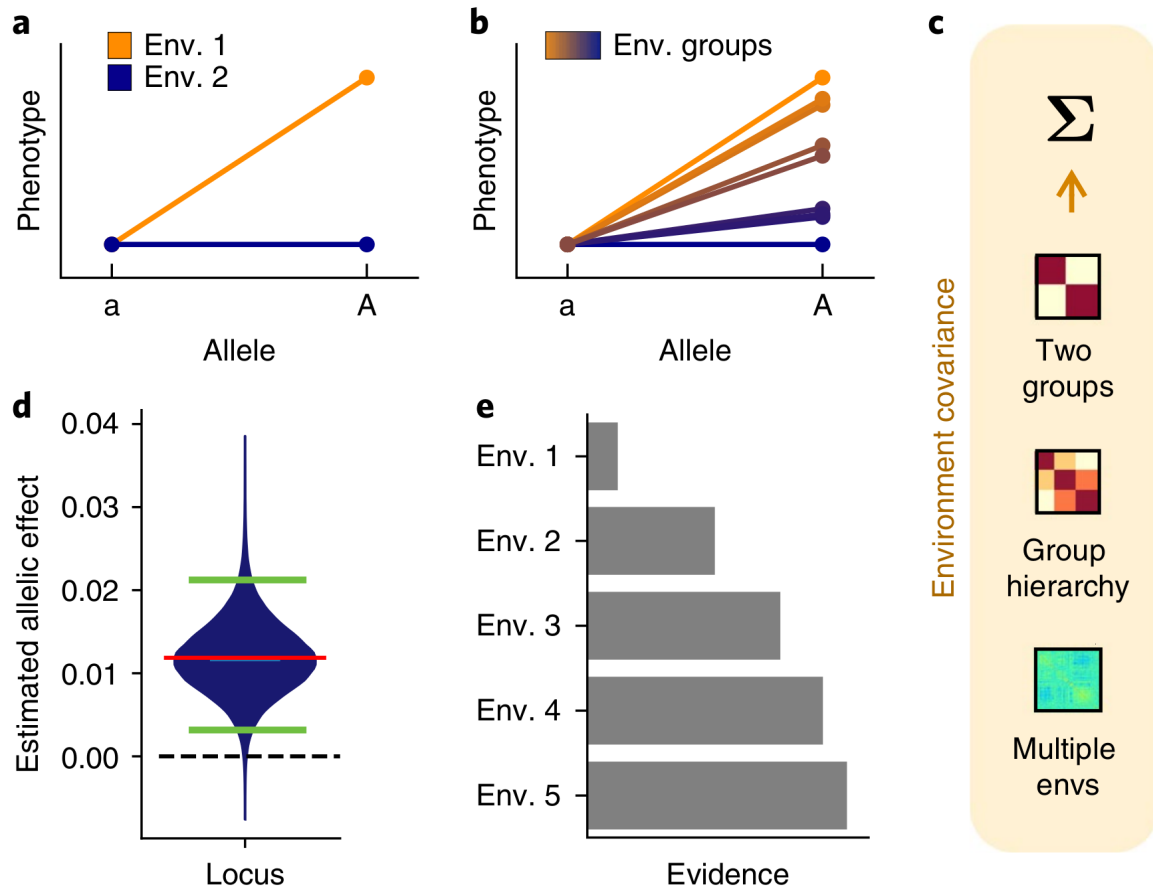 a
Env. 1
Env. 2
Phenotype
a
A
Allele
b
Env. groups
Phenotype
a
A
Allele
c
Environment covariance
Σ
Two
groups
Group
hierarchy
Multiple
envs
d
Estimated allelic effect
0.04
0.03
0.02
0.01
0.00
Locus
e
Env. 1
Env. 2
Env. 3
Env. 4
Env. 5
Evidence